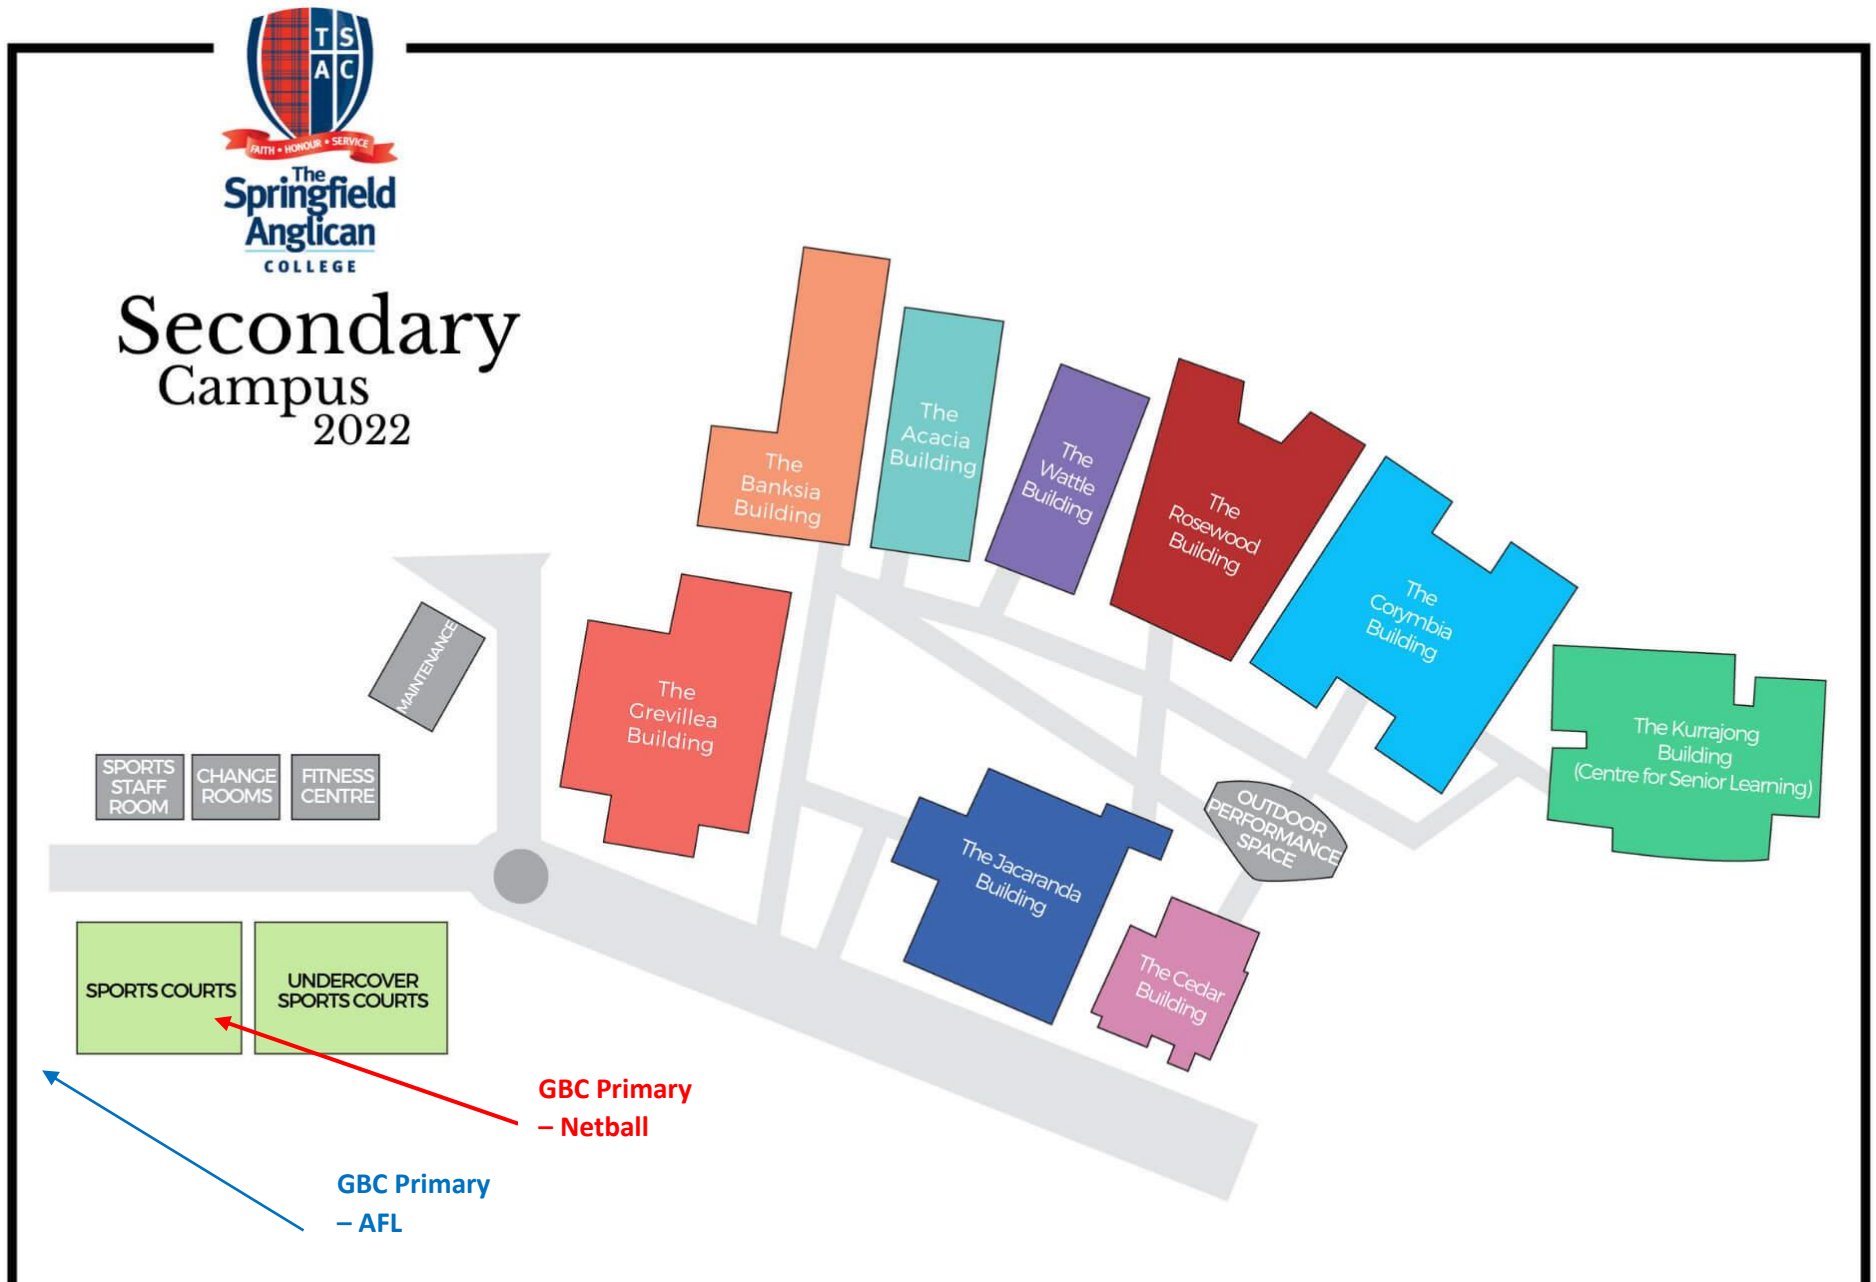 T S
A C
FAITH • HONOUR • SERVICE
The
Springfield
Anglican
COLLEGE
Secondary
Campus
2022
The
Banksia
Building
The
Acacia
Building
The
Wattle
Building
The
Rosewood
Building
The
Corymbia
Building
The Kurrajong
Building
(Centre for Senior Learning)
MAINTENANCE
The
Grevillea
Building
SPORTS
STAFF
ROOM
CHANGE
ROOMS
FITNESS
CENTRE
OUTDOOR
PERFORMANCE
SPACE
The Jacaranda
Building
The Cedar
Building
SPORTS COURTS
UNDERCOVER
SPORTS COURTS
GBC Primary
– Netball
GBC Primary
– AFL